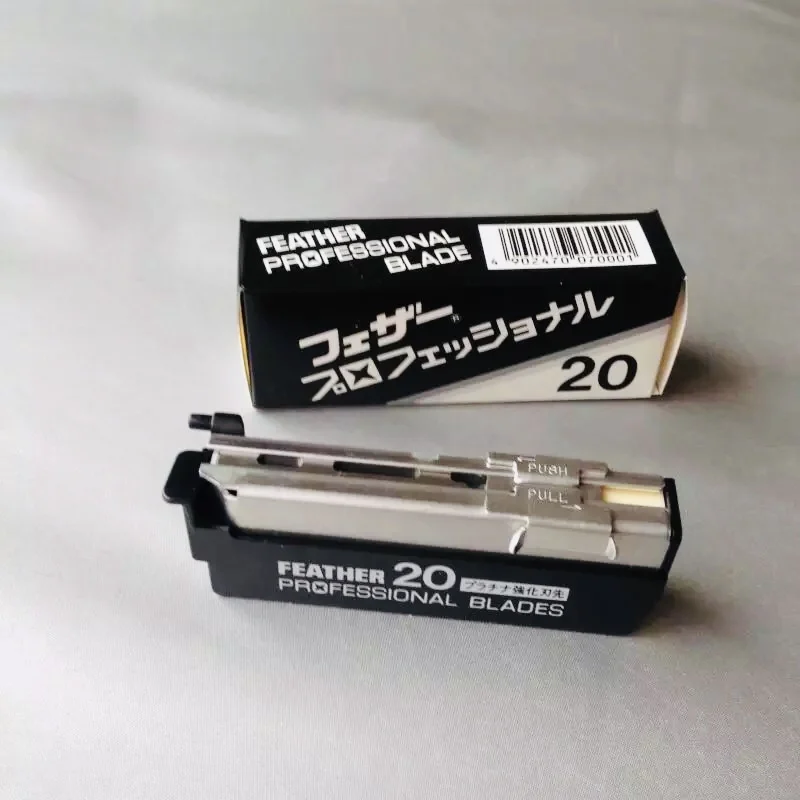 FEATHER
PROFESSIONAL
BLADE
4 902470 070001
フェザー®
プロフェッショナル
20
PUSH
PULL
FEATHER 20 プラチナ強化刃先
PROFESSIONAL BLADES